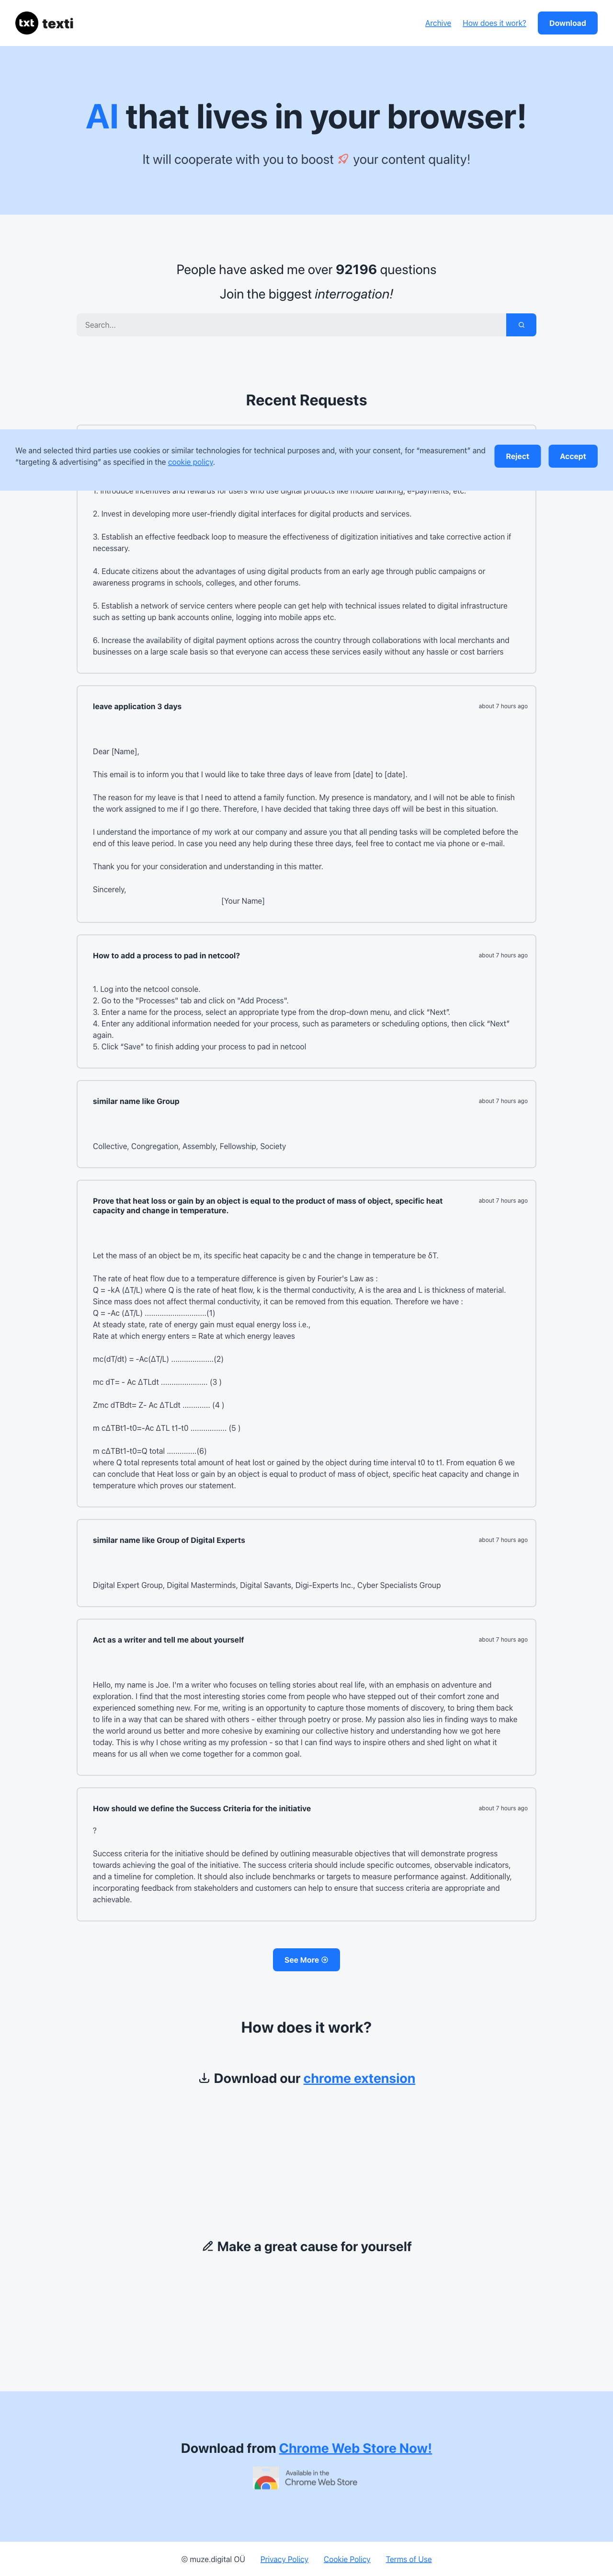 txt texti
Archive
How does it work?
Download
AI that lives in your browser!
It will cooperate with you to boost your content quality!
People have asked me over 92196 questions
Join the biggest interrogation!
Search...
Recent Requests
We and selected third parties use cookies or similar technologies for technical purposes and, with your consent, for “measurement” and
“targeting & advertising” as specified in the cookie policy.
Reject
Accept
1. Introduce incentives and rewards for users who use digital products like mobile banking, e-payments, etc.
2. Invest in developing more user-friendly digital interfaces for digital products and services.
3. Establish an effective feedback loop to measure the effectiveness of digitization initiatives and take corrective action if
necessary.
4. Educate citizens about the advantages of using digital products from an early age through public campaigns or
awareness programs in schools, colleges, and other forums.
5. Establish a network of service centers where people can get help with technical issues related to digital infrastructure
such as setting up bank accounts online, logging into mobile apps etc.
6. Increase the availability of digital payment options across the country through collaborations with local merchants and
businesses on a large scale basis so that everyone can access these services easily without any hassle or cost barriers
leave application 3 days
about 7 hours ago
Dear [Name],
This email is to inform you that I would like to take three days of leave from [date] to [date].
The reason for my leave is that I need to attend a family function. My presence is mandatory, and I will not be able to finish
the work assigned to me if I go there. Therefore, I have decided that taking three days off will be best in this situation.
I understand the importance of my work at our company and assure you that all pending tasks will be completed before the
end of this leave period. In case you need any help during these three days, feel free to contact me via phone or e-mail.
Thank you for your consideration and understanding in this matter.
Sincerely,
[Your Name]
How to add a process to pad in netcool?
about 7 hours ago
1. Log into the netcool console.
2. Go to the "Processes" tab and click on "Add Process".
3. Enter a name for the process, select an appropriate type from the drop-down menu, and click “Next”.
4. Enter any additional information needed for your process, such as parameters or scheduling options, then click “Next”
again.
5. Click “Save” to finish adding your process to pad in netcool
similar name like Group
about 7 hours ago
Collective, Congregation, Assembly, Fellowship, Society
Prove that heat loss or gain by an object is equal to the product of mass of object, specific heat
capacity and change in temperature.
about 7 hours ago
Let the mass of an object be m, its specific heat capacity be c and the change in temperature be δT.
The rate of heat flow due to a temperature difference is given by Fourier's Law as :
Q = -kA (ΔT/L) where Q is the rate of heat flow, k is the thermal conductivity, A is the area and L is thickness of material.
Since mass does not affect thermal conductivity, it can be removed from this equation. Therefore we have :
Q = -Ac (ΔT/L) .............................(1)
At steady state, rate of energy gain must equal energy loss i.e.,
Rate at which energy enters = Rate at which energy leaves
mc(dT/dt) = -Ac(ΔT/L) ....................(2)
mc dT= - Ac ΔTLdt ...................... (3 )
Zmc dTBdt= Z- Ac ΔTLdt ............. (4 )
m cΔTBt1-t0=-Ac ΔTL t1-t0 ................. (5 )
m cΔTBt1-t0=Q total ..............(6)
where Q total represents total amount of heat lost or gained by the object during time interval t0 to t1. From equation 6 we
can conclude that Heat loss or gain by an object is equal to product of mass of object, specific heat capacity and change in
temperature which proves our statement.
similar name like Group of Digital Experts
about 7 hours ago
Digital Expert Group, Digital Masterminds, Digital Savants, Digi-Experts Inc., Cyber Specialists Group
Act as a writer and tell me about yourself
about 7 hours ago
Hello, my name is Joe. I'm a writer who focuses on telling stories about real life, with an emphasis on adventure and
exploration. I find that the most interesting stories come from people who have stepped out of their comfort zone and
experienced something new. For me, writing is an opportunity to capture those moments of discovery, to bring them back
to life in a way that can be shared with others - either through poetry or prose. My passion also lies in finding ways to make
the world around us better and more cohesive by examining our collective history and understanding how we got here
today. This is why I chose writing as my profession - so that I can find ways to inspire others and shed light on what it
means for us all when we come together for a common goal.
How should we define the Success Criteria for the initiative
about 7 hours ago
?
Success criteria for the initiative should be defined by outlining measurable objectives that will demonstrate progress
towards achieving the goal of the initiative. The success criteria should include specific outcomes, observable indicators,
and a timeline for completion. It should also include benchmarks or targets to measure performance against. Additionally,
incorporating feedback from stakeholders and customers can help to ensure that success criteria are appropriate and
achievable.
See More
How does it work?
Download our chrome extension
Make a great cause for yourself
Download from Chrome Web Store Now!
Available in the
Chrome Web Store
© muze.digital OÜ
Privacy Policy
Cookie Policy
Terms of Use